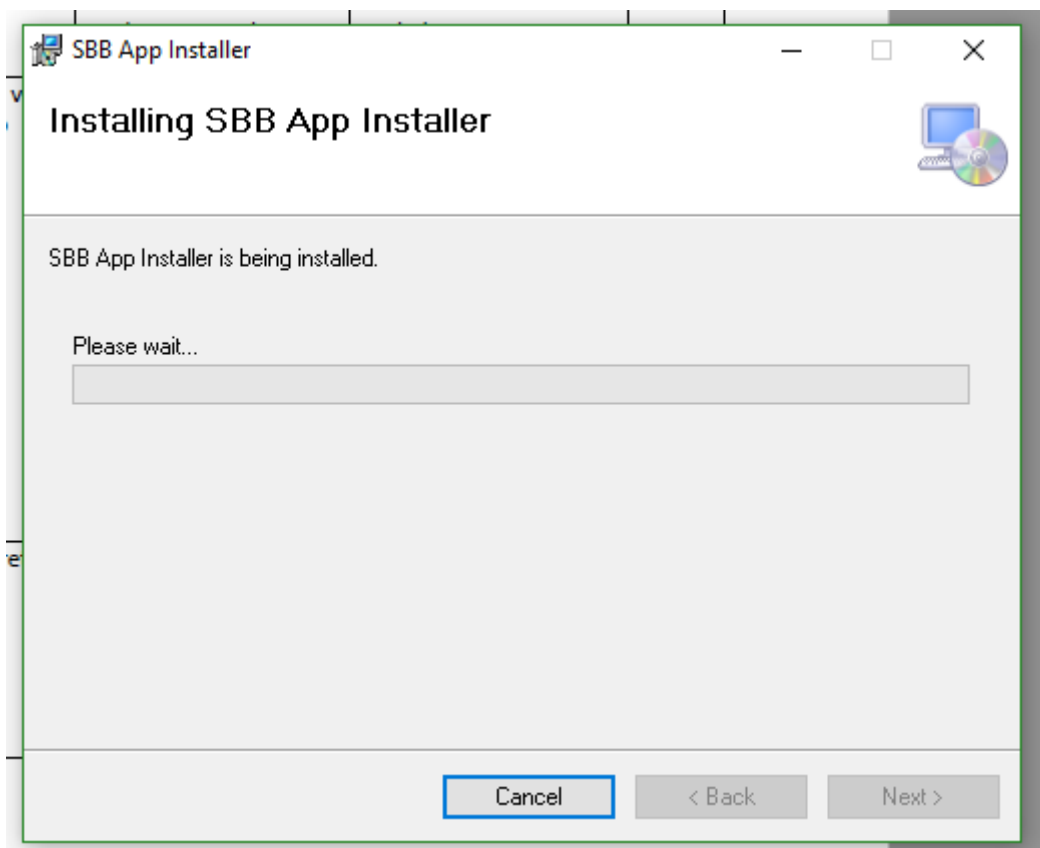 SBB App Installer
Installing SBB App Installer
SBB App Installer is being installed.
Please wait...
Cancel
< Back
Next >